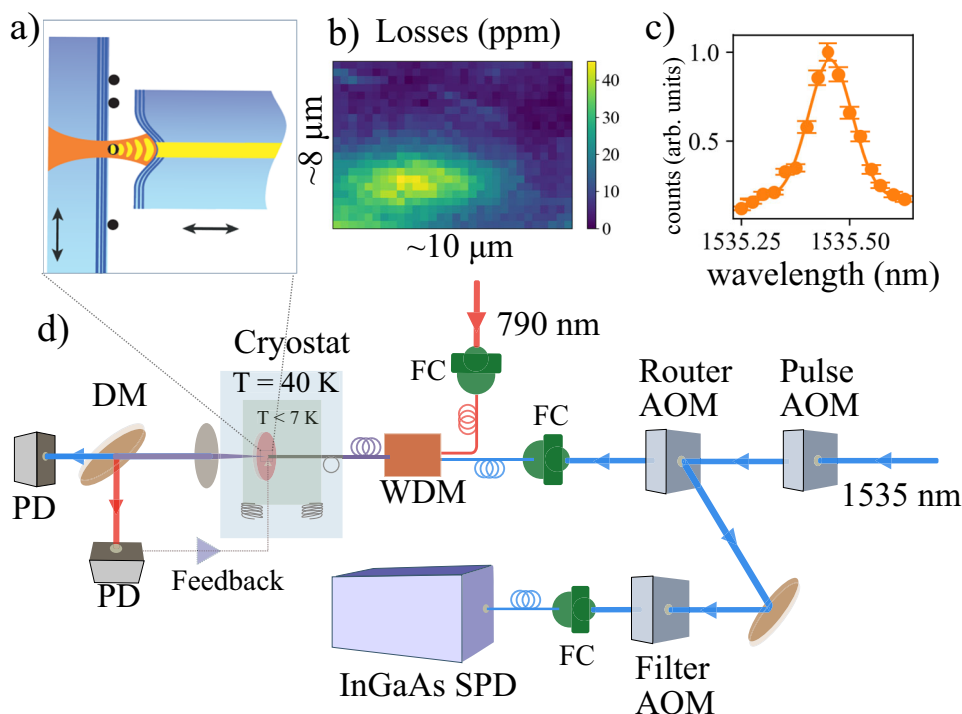 a)
b) Losses (ppm)
40
30
20
10
0
~8 μm
~10 μm
c)
counts (arb. units)
1.0
0.5
1535.25
1535.50
wavelength (nm)
d)
790 nm
Cryostat
T = 40 K
T < 7 K
FC
DM
FC
Router
AOM
Pulse
AOM
PD
WDM
1535 nm
PD
Feedback
InGaAs SPD
FC
Filter
AOM